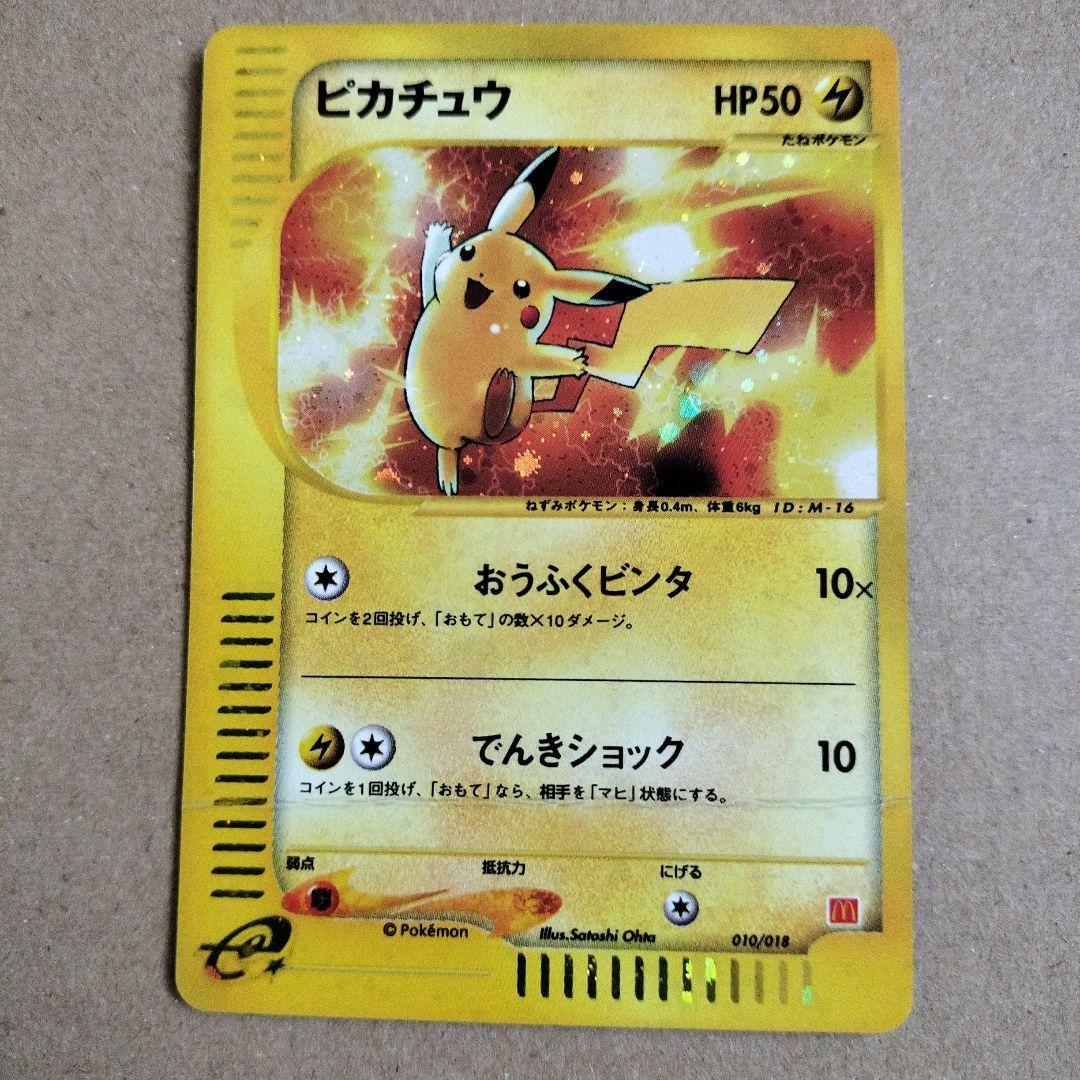 ピカチュウ HP50
たねポケモン
ねずみポケモン：身長0.4m、体重6kg ID：M-16
おうふくビンタ 10×
コインを2回投げ、「おもて」の数×10ダメージ。
でんきショック 10
コインを1回投げ、「おもて」なら、相手を「マヒ」状態にする。
弱点 抵抗力 にげる
© Pokémon Illus.Satoshi Ohta 010/018
e